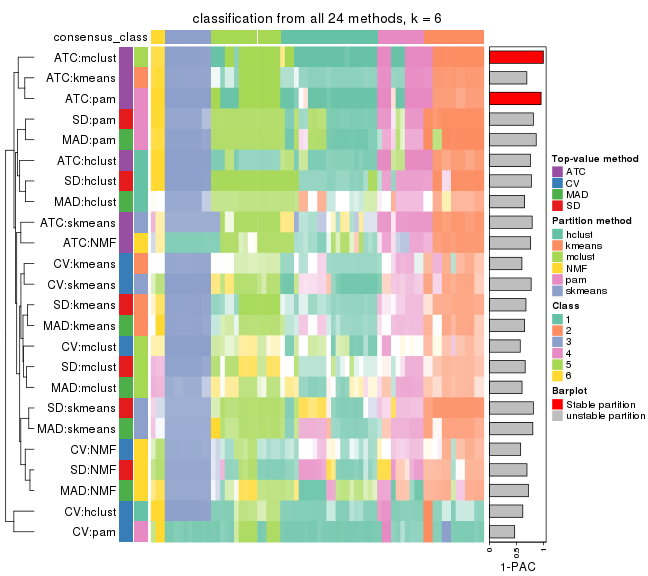 classification from all 24 methods, k = 6
consensus_class
ATC:mclust
ATC:kmeans
ATC:pam
SD:pam
MAD:pam
ATC:hclust
SD:hclust
MAD:hclust
ATC:skmeans
ATC:NMF
CV:kmeans
CV:skmeans
SD:kmeans
MAD:kmeans
CV:mclust
SD:mclust
MAD:mclust
SD:skmeans
MAD:skmeans
CV:NMF
SD:NMF
MAD:NMF
CV:hclust
CV:pam
0
0.5
1
1-PAC
Top-value method
ATC
CV
MAD
SD
Partition method
hclust
kmeans
mclust
NMF
pam
skmeans
Class
1
2
3
4
5
6
Barplot
Stable partition
unstable partition